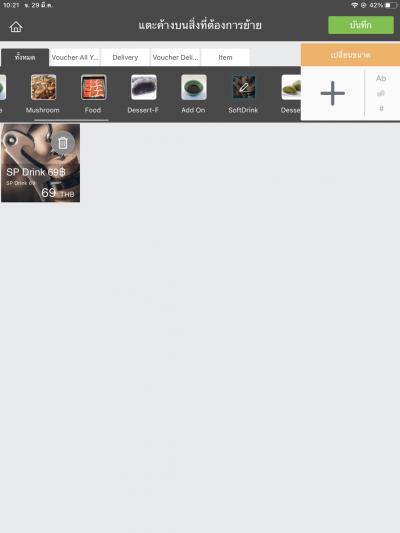 10:21 จ. 29 มี.ค. 42%
แตะค้างบนสิ่งที่ต้องการย้าย
บันทึก
ทั้งหมด Voucher All Y... Delivery Voucher Deli... Item
เปลี่ยนขนาด
Ab
#
e Mushroom Food Dessert-F Add On SoftDrink Desse
SP Drink 69฿
SP Drink 69
69 THB